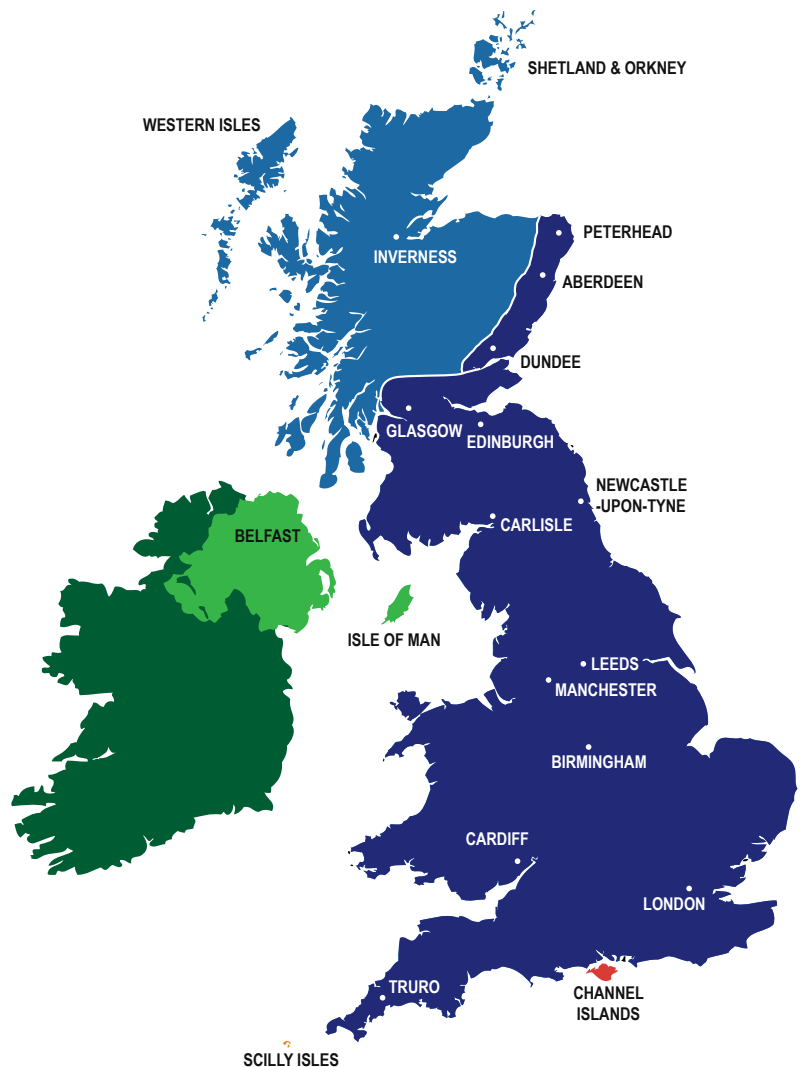 SHETLAND & ORKNEY
WESTERN ISLES
PETERHEAD
INVERNESS
ABERDEEN
DUNDEE
GLASGOW
EDINBURGH
NEWCASTLE
-UPON-TYNE
CARLISLE
BELFAST
ISLE OF MAN
LEEDS
MANCHESTER
BIRMINGHAM
CARDIFF
LONDON
TRURO
CHANNEL
ISLANDS
SCILLY ISLES